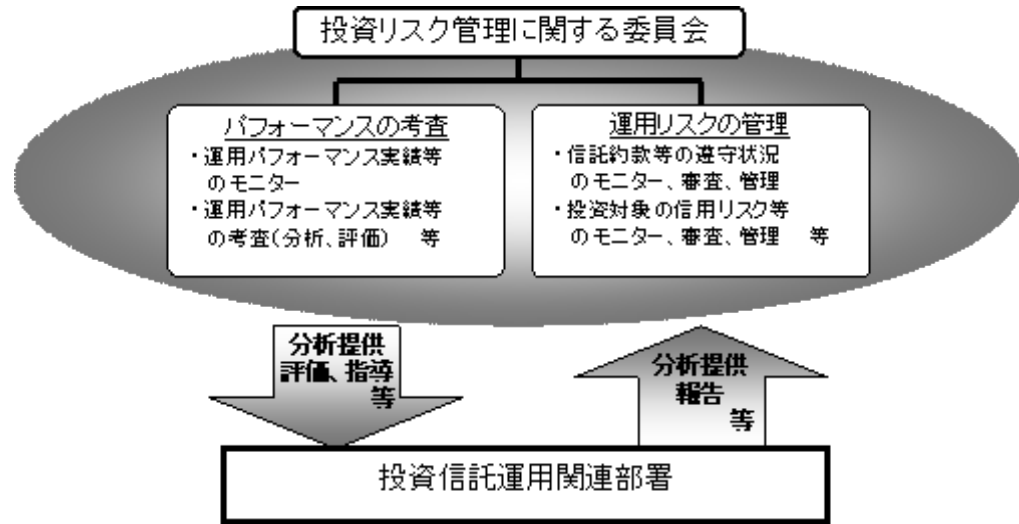 投資リスク管理に関する委員会
パフォーマンスの考査
・運用パフォーマンス実績等
のモニター
・運用パフォーマンス実績等
の考査(分析、評価) 等
運用リスクの管理
・信託約款等の遵守状況
のモニター、審査、管理
・投資対象の信用リスク等
のモニター、審査、管理 等
分析提供
評価、指導
等
分析提供
報告
等
投資信託運用関連部署